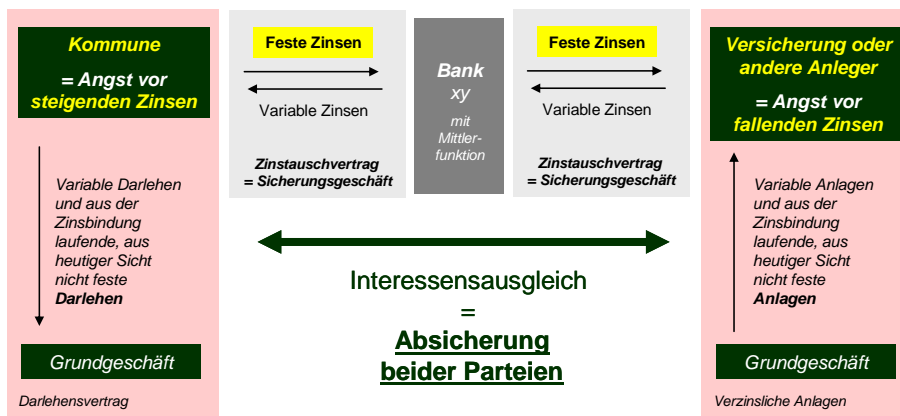 Kommune
= Angst vor
steigenden Zinsen
Variable Darlehen
und aus der
Zinsbindung
laufende, aus
heutiger Sicht
nicht feste
Darlehen
Grundgeschäft
Darlehensvertrag
Feste Zinsen
Variable Zinsen
Zinstauschvertrag
= Sicherungsgeschäft
Bank
xy
mit
Mittler-
funktion
Feste Zinsen
Variable Zinsen
Zinstauschvertrag
= Sicherungsgeschäft
Interessensausgleich
=
Absicherung
beider Parteien
Versicherung oder
andere Anleger
= Angst vor
fallenden Zinsen
Variable Anlagen
und aus der
Zinsbindung
laufende, aus
heutiger Sicht
nicht feste
Anlagen
Grundgeschäft
Verzinsliche Anlagen